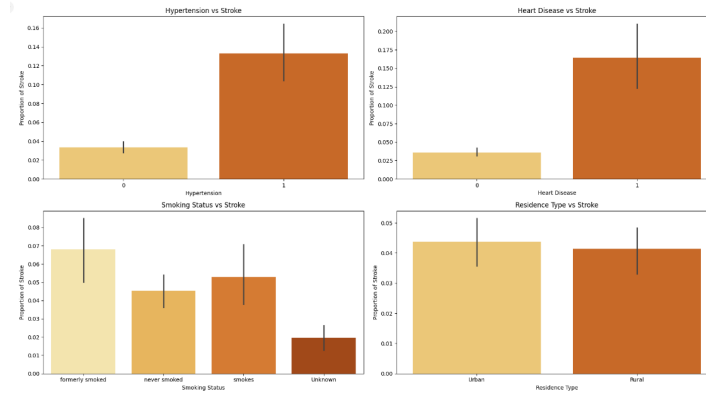 Hypertension vs Stroke
Proportion of Stroke
0.16
0.14
0.12
0.10
0.08
0.06
0.04
0.02
0.00
0 1
Hypertension
Heart Disease vs Stroke
Proportion of Stroke
0.200
0.175
0.150
0.125
0.100
0.075
0.050
0.025
0.000
0 1
Heart Disease
Smoking Status vs Stroke
Proportion of Stroke
0.08
0.07
0.06
0.05
0.04
0.03
0.02
0.01
0.00
formerly smoked never smoked smokes Unknown
Smoking Status
Residence Type vs Stroke
Proportion of Stroke
0.05
0.04
0.03
0.02
0.01
0.00
Urban Rural
Residence Type